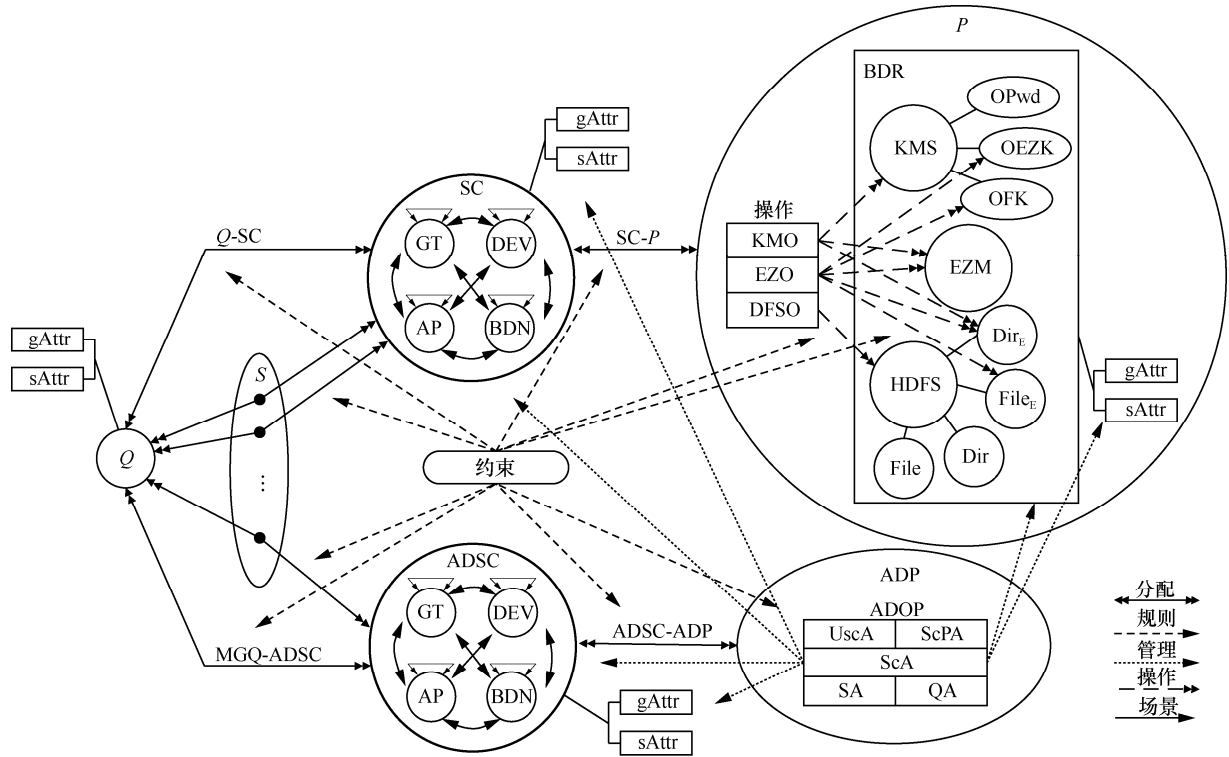 P
BDR
OPwd
KMS
OEZK
OFK
操作
KMO
EZO
DFSO
EZM
DirE
HDFS
FileE
File
Dir
gAttr
sAttr
gAttr
sAttr
SC
GT
DEV
AP
BDN
Q-SC
SC-P
gAttr
sAttr
S
Q
⋮
约束
ADSC
GT
DEV
AP
BDN
MGQ-ADSC
ADSC-ADP
gAttr
sAttr
ADP
ADOP
UscA ScPA
ScA
SA QA
分配
规则
管理
操作
场景